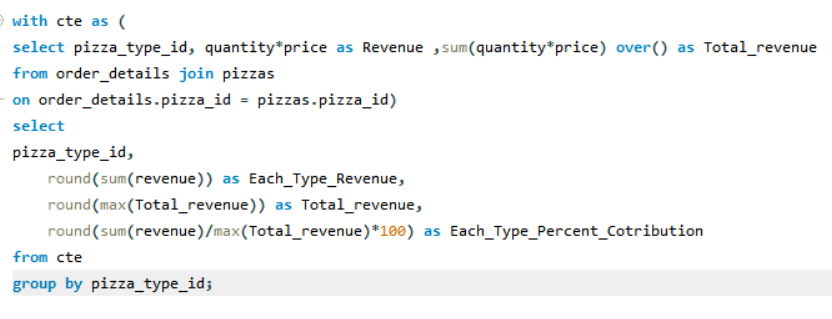 with cte as (
select pizza_type_id, quantity*price as Revenue ,sum(quantity*price) over() as Total_revenue
from order_details join pizzas
on order_details.pizza_id = pizzas.pizza_id)
select
pizza_type_id,
round(sum(revenue)) as Each_Type_Revenue,
round(max(Total_revenue)) as Total_revenue,
round(sum(revenue)/max(Total_revenue)*100) as Each_Type_Percent_Cotribution
from cte
group by pizza_type_id;